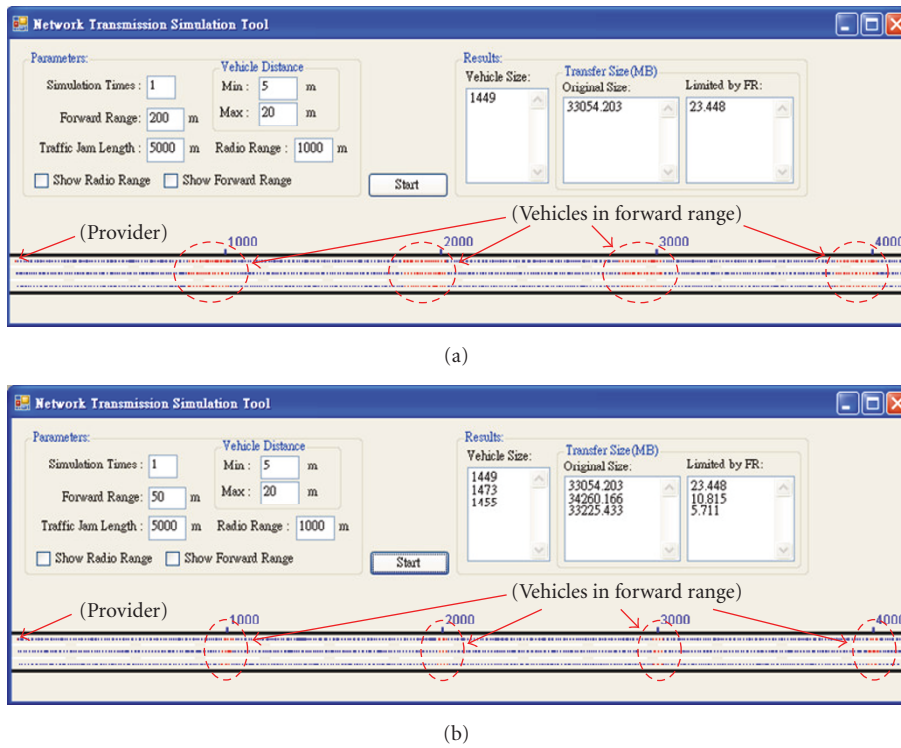 Network Transmission Simulation Tool
Parameters:
Simulation Times : 1
Forward Range: 200 m
Traffic Jam Length : 5000 m
Vehicle Distance
Min : 5 m
Max : 20 m
Radio Range : 1000 m
Show Radio Range Show Forward Range
Start
Results:
Vehicle Size:
1449
Transfer Size(MB)
Original Size:
33054.203
Limited by FR:
23.448
(Provider)
(Vehicles in forward range)
1000 2000 3000 4000
(a)
Network Transmission Simulation Tool
Parameters:
Simulation Times : 1
Forward Range: 50 m
Traffic Jam Length : 5000 m
Vehicle Distance
Min : 5 m
Max : 20 m
Radio Range : 1000 m
Show Radio Range Show Forward Range
Start
Results:
Vehicle Size:
1449
1473
1455
Transfer Size(MB)
Original Size:
33054.203
34260.166
33225.433
Limited by FR:
23.448
10.815
5.711
(Provider)
(Vehicles in forward range)
1000 2000 3000 4000
(b)